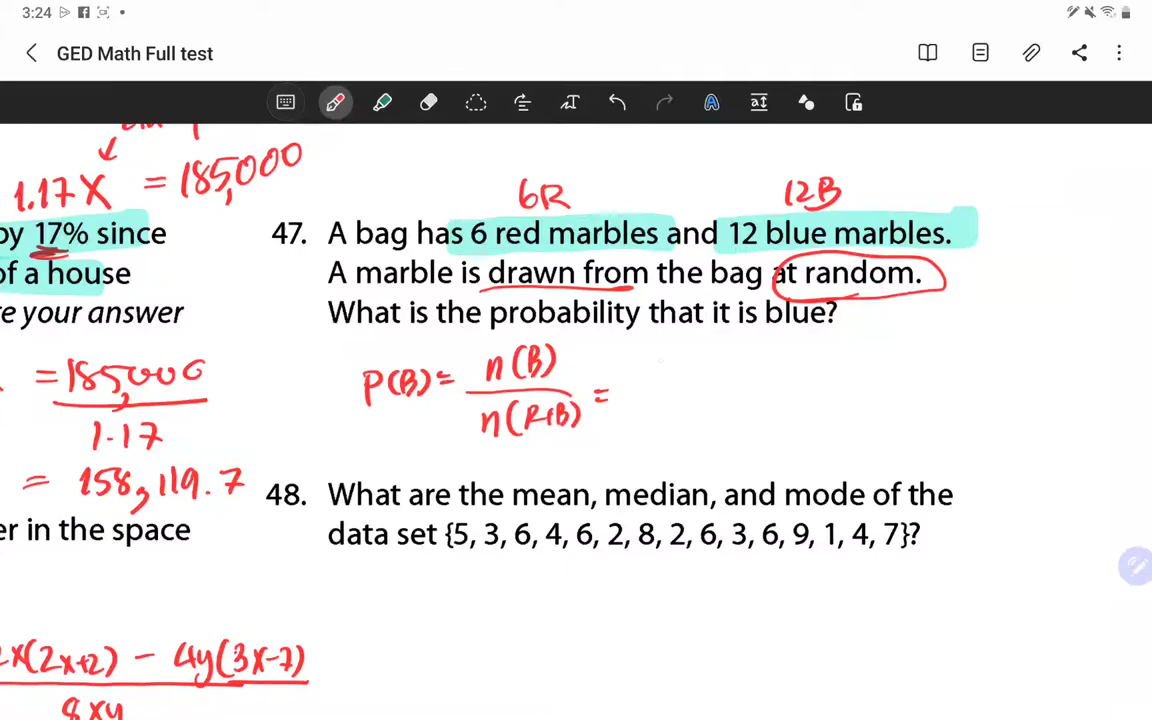 3:24
GED Math Full test
1.17X = 185,000
by 17% since
of a house
re your answer
= 185,000
1.17
= 158,119.7
er in the space
6R 12B
47. A bag has 6 red marbles and 12 blue marbles.
A marble is drawn from the bag at random.
What is the probability that it is blue?
P(B) = n(B)
n(R+B) =
48. What are the mean, median, and mode of the
data set {5, 3, 6, 4, 6, 2, 8, 2, 6, 3, 6, 9, 1, 4, 7}?
2x(2x+2) - 4y(3x-7)
8xy